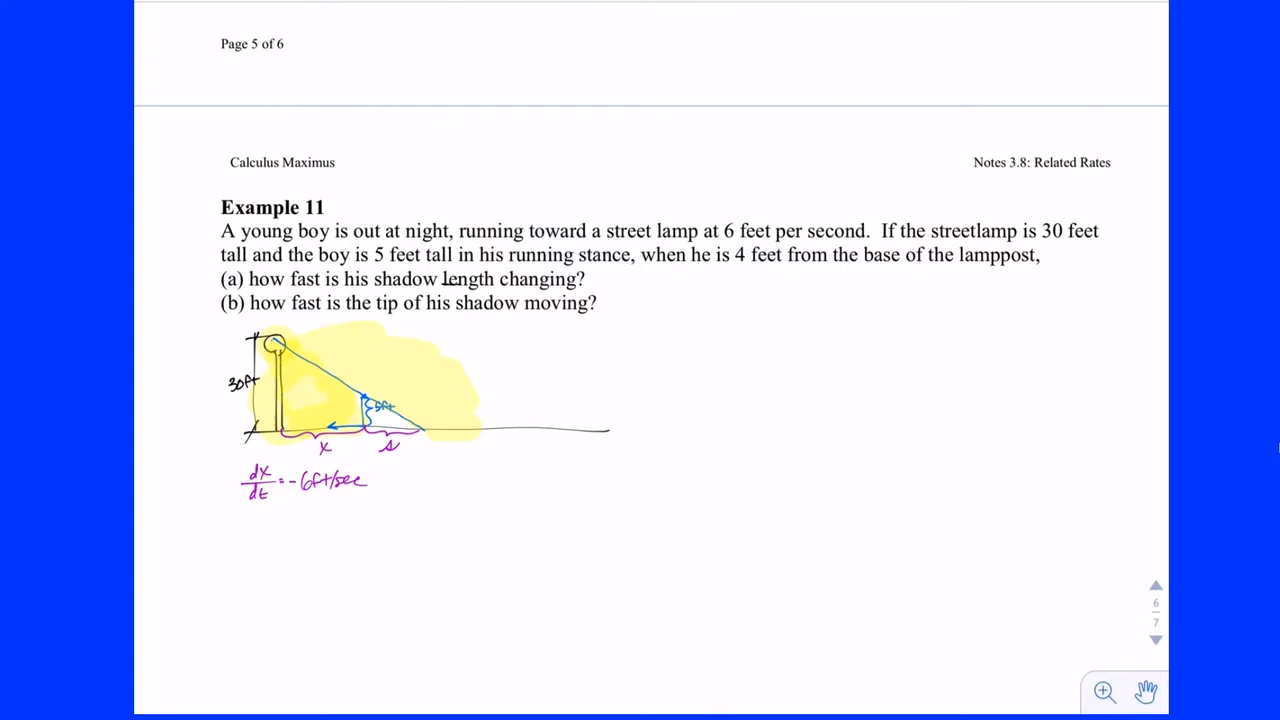 Page 5 of 6
Calculus Maximus
Notes 3.8: Related Rates
Example 11
A young boy is out at night, running toward a street lamp at 6 feet per second.  If the streetlamp is 30 feet
tall and the boy is 5 feet tall in his running stance, when he is 4 feet from the base of the lamppost,
(a) how fast is his shadow length changing?
(b) how fast is the tip of his shadow moving?
30ft
5ft
x
s
dx/dt = -6ft/sec
6
7